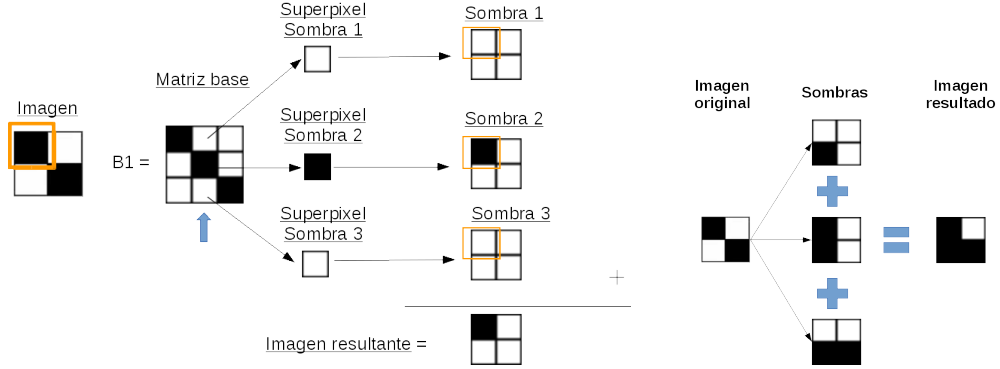 Imagen
B1 =
Matriz base
Superpixel
Sombra 1
Superpixel
Sombra 2
Superpixel
Sombra 3
Sombra 1
Sombra 2
Sombra 3
+
Imagen resultante =
Imagen
original
Sombras
Imagen
resultado